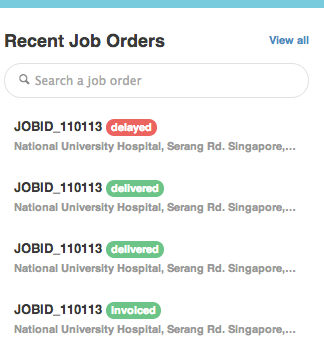 Recent Job Orders View all
Search a job order
JOBID_110113 delayed
National University Hospital, Serang Rd. Singapore,...
JOBID_110113 delivered
National University Hospital, Serang Rd. Singapore,...
JOBID_110113 delivered
National University Hospital, Serang Rd. Singapore,...
JOBID_110113 Invoiced
National University Hospital, Serang Rd. Singapore,...